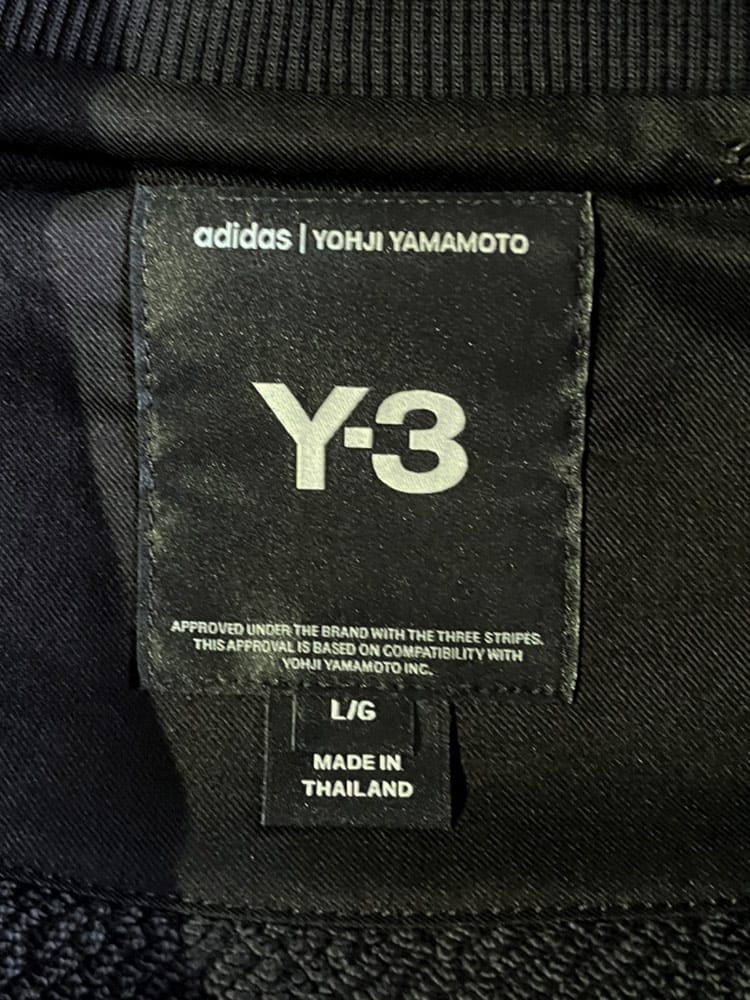 adidas | YOHJI YAMAMOTO
Y-3
APPROVED UNDER THE BRAND WITH THE THREE STRIPES.
THIS APPROVAL IS BASED ON COMPATIBILITY WITH
YOHJI YAMAMOTO INC.
L/G
MADE IN
THAILAND